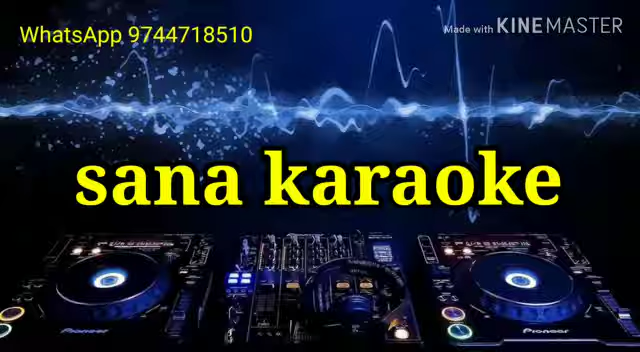 WhatsApp 9744718510
Made with KINEMASTER
sana karaoke
Pioneer
Pioneer